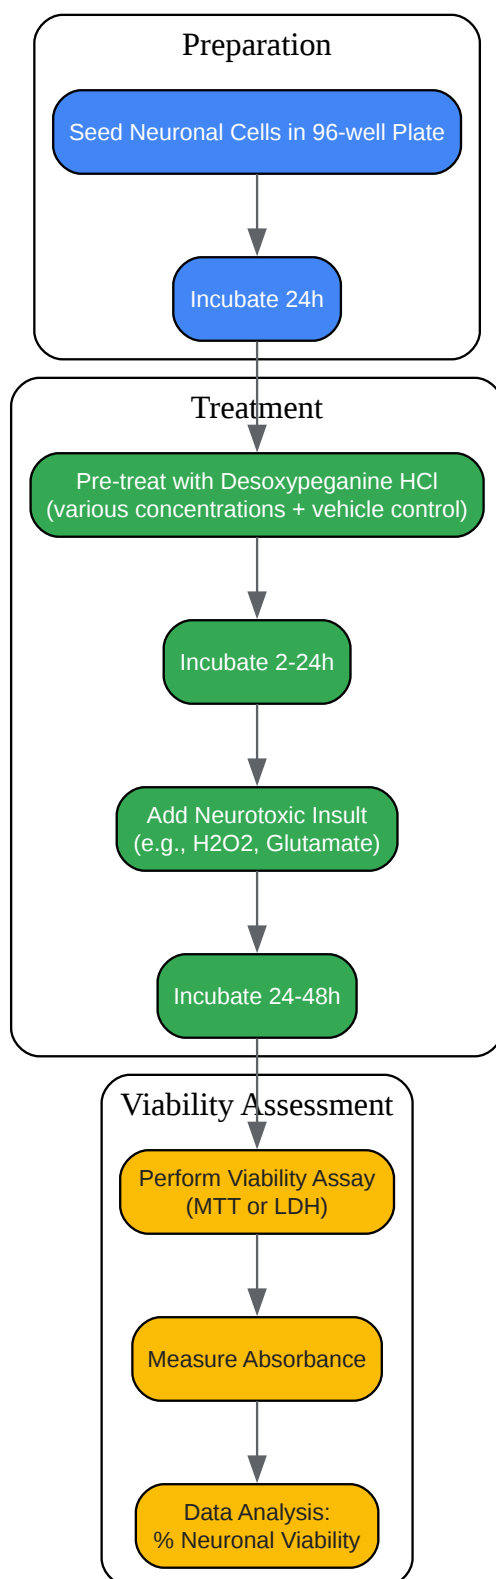 Preparation
Seed Neuronal Cells in 96-well Plate
Incubate 24h
Treatment
Pre-treat with Desoxypeganine HCl
(various concentrations + vehicle control)
Incubate 2-24h
Add Neurotoxic Insult
(e.g., H2O2, Glutamate)
Incubate 24-48h
Viability Assessment
Perform Viability Assay
(MTT or LDH)
Measure Absorbance
Data Analysis:
% Neuronal Viability